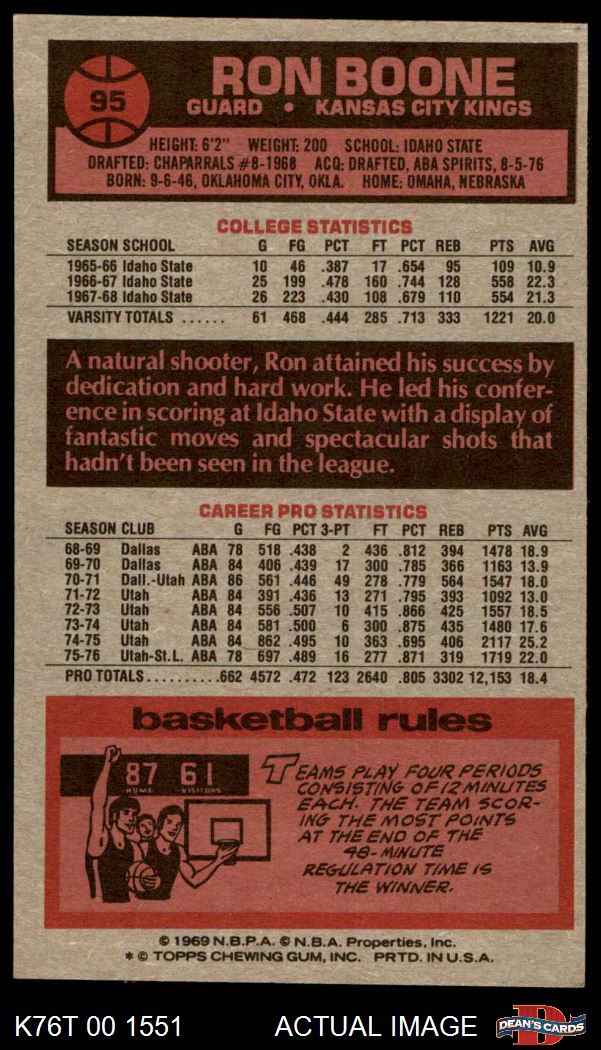 95
RON BOONE
GUARD • KANSAS CITY KINGS
HEIGHT: 6'2" WEIGHT: 200 SCHOOL: IDAHO STATE
DRAFTED: CHAPARRALS #8-1968 ACQ: DRAFTED, ABA SPIRITS, 8-5-76
BORN: 9-6-46, OKLAHOMA CITY, OKLA. HOME: OMAHA, NEBRASKA
COLLEGE STATISTICS
SEASON SCHOOL G FG PCT FT PCT REB PTS AVG
1965-66 Idaho State 10 46 .387 17 .654 95 109 10.9
1966-67 Idaho State 25 199 .478 160 .744 128 558 22.3
1967-68 Idaho State 26 223 .430 108 .679 110 554 21.3
VARSITY TOTALS ...... 61 468 .444 285 .713 333 1221 20.0
A natural shooter, Ron attained his success by
dedication and hard work. He led his confer-
ence in scoring at Idaho State with a display of
fantastic moves and spectacular shots that
hadn't been seen in the league.
CAREER PRO STATISTICS
SEASON CLUB G FG PCT 3-PT FT PCT REB PTS AVG
68-69 Dallas ABA 78 518 .438 2 436 .812 394 1478 18.9
69-70 Dallas ABA 84 406 .439 17 300 .785 366 1163 13.9
70-71 Dall.-Utah ABA 86 561 .446 49 278 .779 564 1547 18.0
71-72 Utah ABA 84 391 .436 13 271 .795 393 1092 13.0
72-73 Utah ABA 84 556 .507 10 415 .866 425 1557 18.5
73-74 Utah ABA 84 581 .500 6 300 .875 435 1480 17.6
74-75 Utah ABA 84 862 .495 10 363 .695 406 2117 25.2
75-76 Utah-St.L. ABA 78 697 .489 16 277 .871 319 1719 22.0
PRO TOTALS..........662 4572 .472 123 2640 .805 3302 12,153 18.4
basketball rules
87 61
HOME VISITORS
TEAMS PLAY FOUR PERIODS
CONSISTING OF 12 MINUTES
EACH. THE TEAM SCOR-
ING THE MOST POINTS
AT THE END OF THE
48-MINUTE
REGULATION TIME IS
THE WINNER.
© 1969 N.B.P.A. © N.B.A. Properties, Inc.
* © TOPPS CHEWING GUM, INC. PRTD. IN U.S.A.
K76T 00 1551 ACTUAL IMAGE
D
DEAN'S CARDS